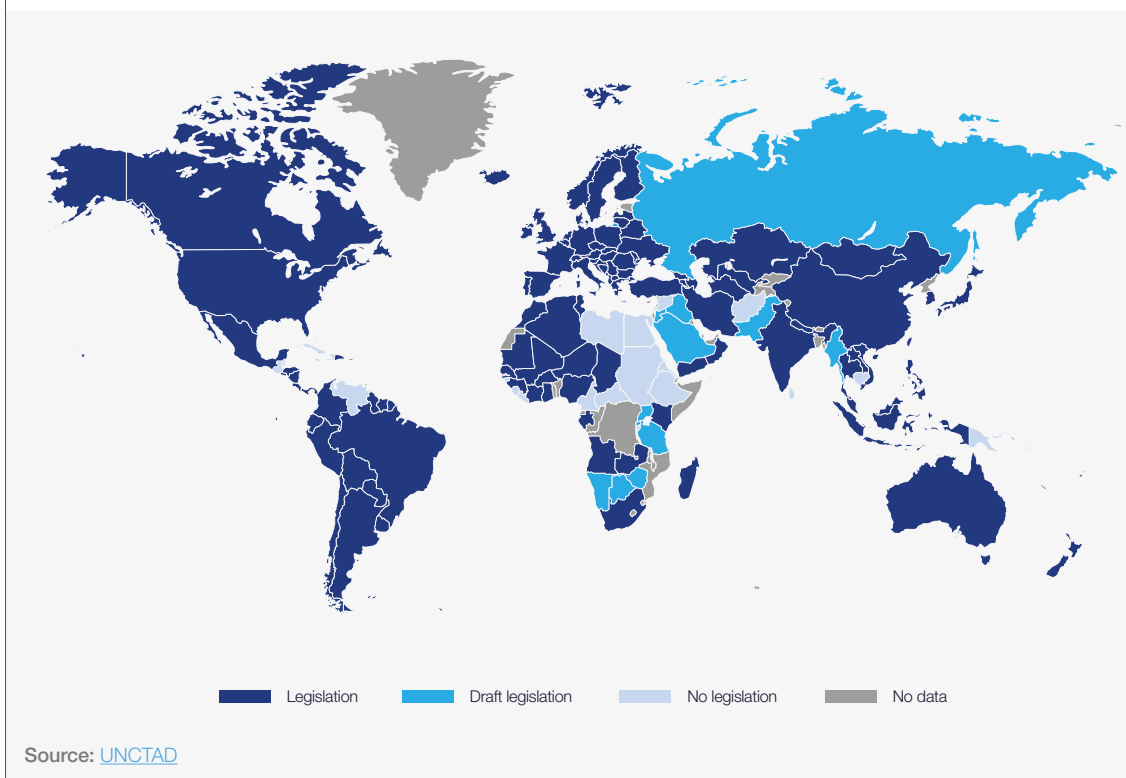 Legislation
Draft legislation
No legislation
No data
Source: UNCTAD